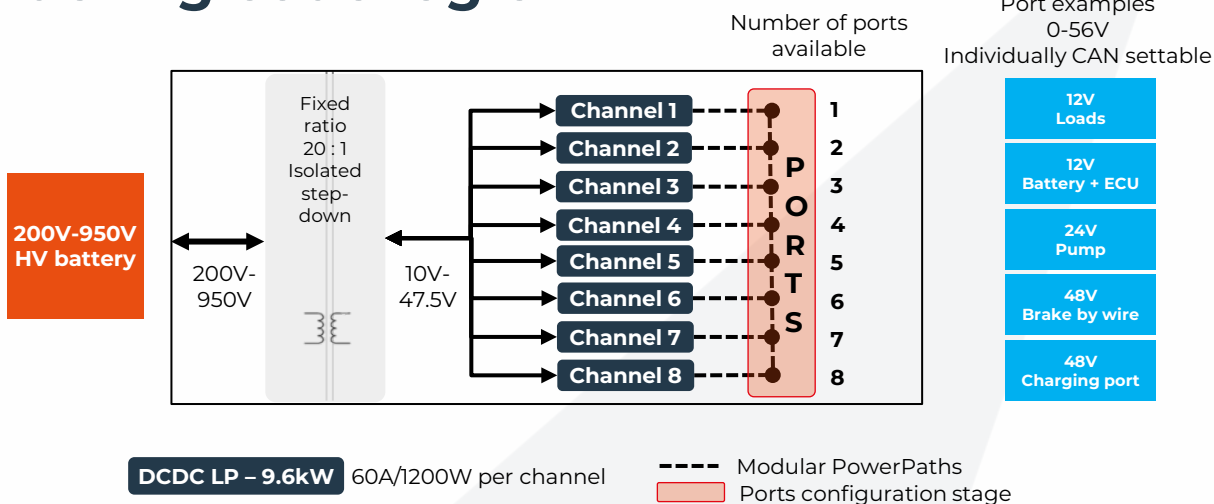 Number of ports
available
Port examples
0-56V
Individually CAN settable
200V-950V
HV battery
200V-
950V
Fixed
ratio
20 : 1
Isolated
step-
down
10V-
47.5V
Channel 1
Channel 2
Channel 3
Channel 4
Channel 5
Channel 6
Channel 7
Channel 8
PORTS
1
2
3
4
5
6
7
8
12V
Loads
12V
Battery + ECU
24V
Pump
48V
Brake by wire
48V
Charging port
DCDC LP – 9.6kW 60A/1200W per channel
Modular PowerPaths
Ports configuration stage